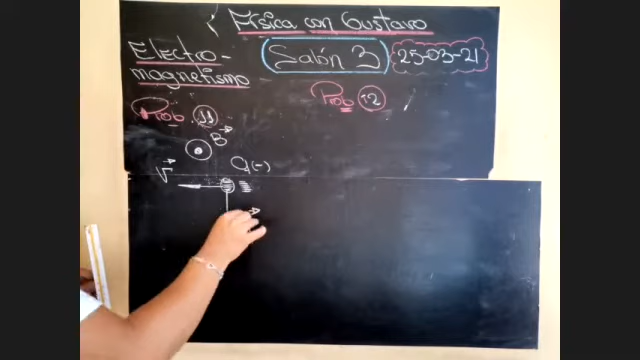 Física con Gustavo
Salón 3
25-03-21
Electro-
magnetismo
Prob 11
Prob 12
B
Q(-)
V